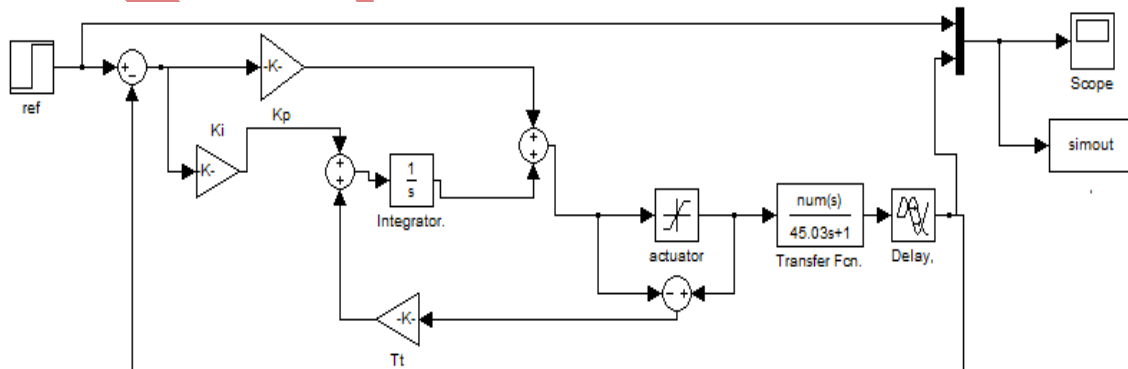 ref
+
−
-K-
Kp
Ki
-K-
+
+
1
s
Integrator.
+
+
actuator
num(s)
45.03s+1
Transfer Fcn.
Delay,
− +
-K-
Tt
Scope
simout
.